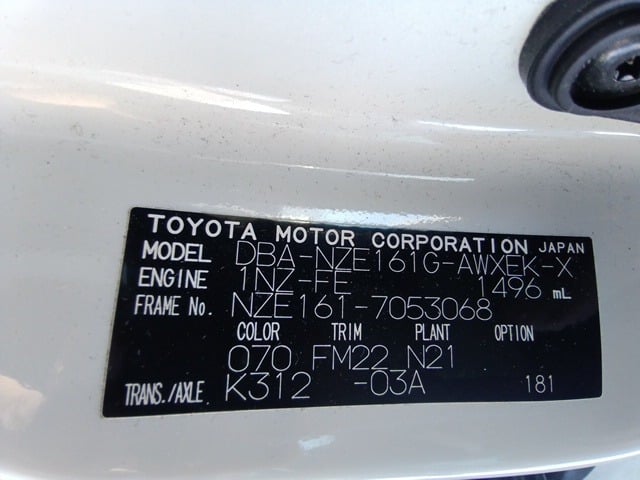 TOYOTA MOTOR CORPORATION JAPAN
MODEL DBA-NZE161G-AWXEK-X
ENGINE 1NZ-FE 1496 mL
FRAME No. NZE161-7053068
COLOR TRIM PLANT OPTION
070 FM22 N21
TRANS./AXLE K312 -03A 181